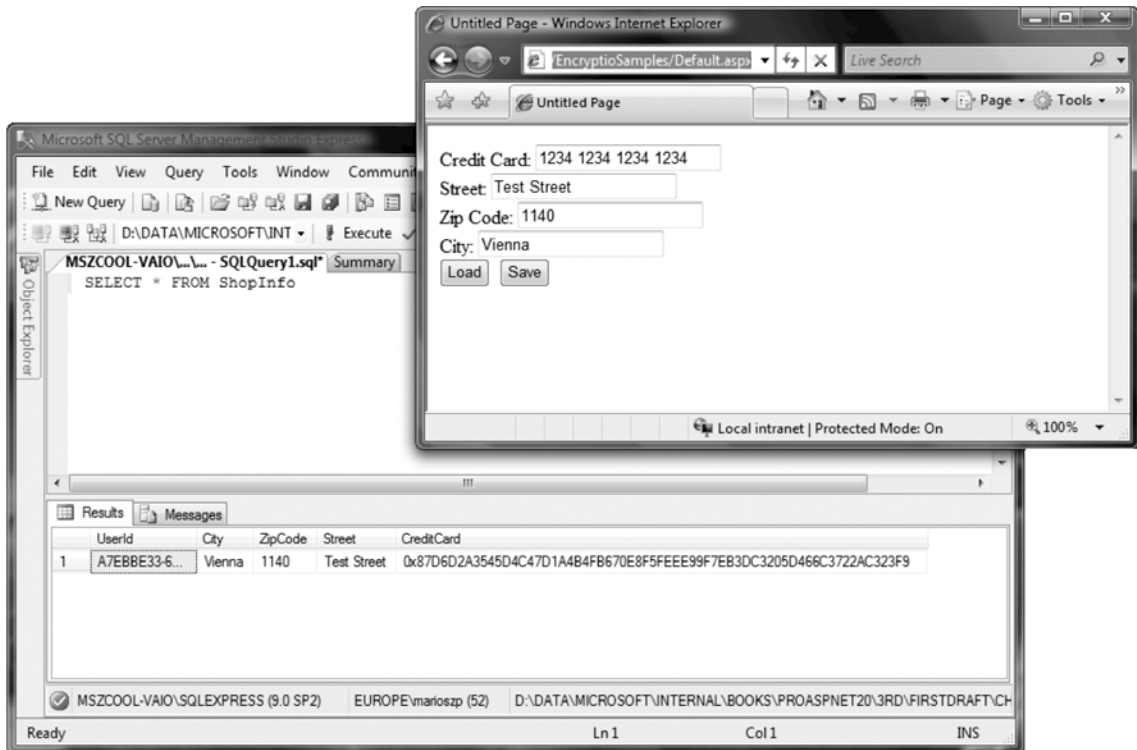 Untitled Page - Windows Internet Explorer
/EncryptioSamples/Default.aspx
Live Search
Untitled Page
Page
Tools
Credit Card: 1234 1234 1234 1234
Street: Test Street
Zip Code: 1140
City: Vienna
Load Save
Local intranet | Protected Mode: On
100%
Microsoft SQL Server Management Studio Express
File Edit View Query Tools Window Communit
New Query
D:\DATA\MICROSOFT\INT
Execute
Object Explorer
MSZCOOL-VAIO\...\... - SQLQuery1.sql* Summary
SELECT * FROM ShopInfo
Results Messages
UserId City ZipCode Street CreditCard
1 A7EBBE33-6... Vienna 1140 Test Street 0x87D6D2A3545D4C47D1A4B4FB670E8F5FEEE99F7EB3DC3205D466C3722AC323F9
MSZCOOL-VAIO\SQLEXPRESS (9.0 SP2) EUROPE\marioszp (52) D:\DATA\MICROSOFT\INTERNAL\BOOKS\PROASPNET20\3RD\FIRSTDRAFT\CH
Ready Ln 1 Col 1 INS